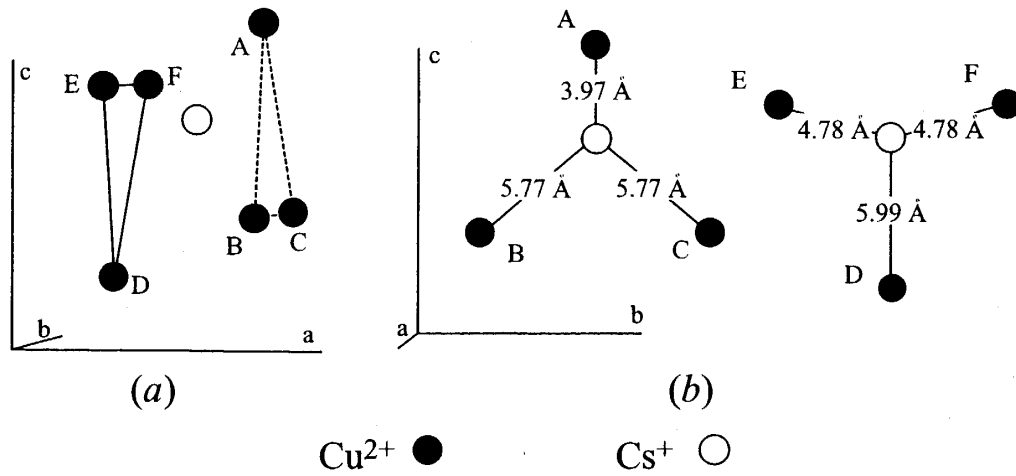 c
E
F
A
B
C
D
b
a
(a)
c
A
3.97 Å
5.77 Å
5.77 Å
B
C
a
b
E
F
4.78 Å
4.78 Å
5.99 Å
D
(b)
Cu²⁺
Cs⁺